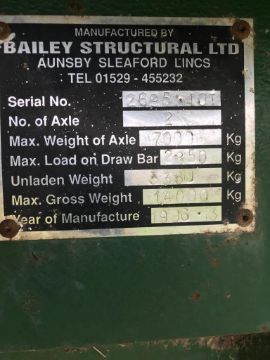 MANUFACTURED BY
BAILEY STRUCTURAL LTD
AUNSBY SLEAFORD LINCS
TEL 01529 - 455232
Serial No.
No. of Axle 2
Max. Weight of Axle 7000 Kg
Max. Load on Draw Bar Kg
Unladen Weight Kg
Max. Gross Weight 14000 Kg
Year of Manufacture